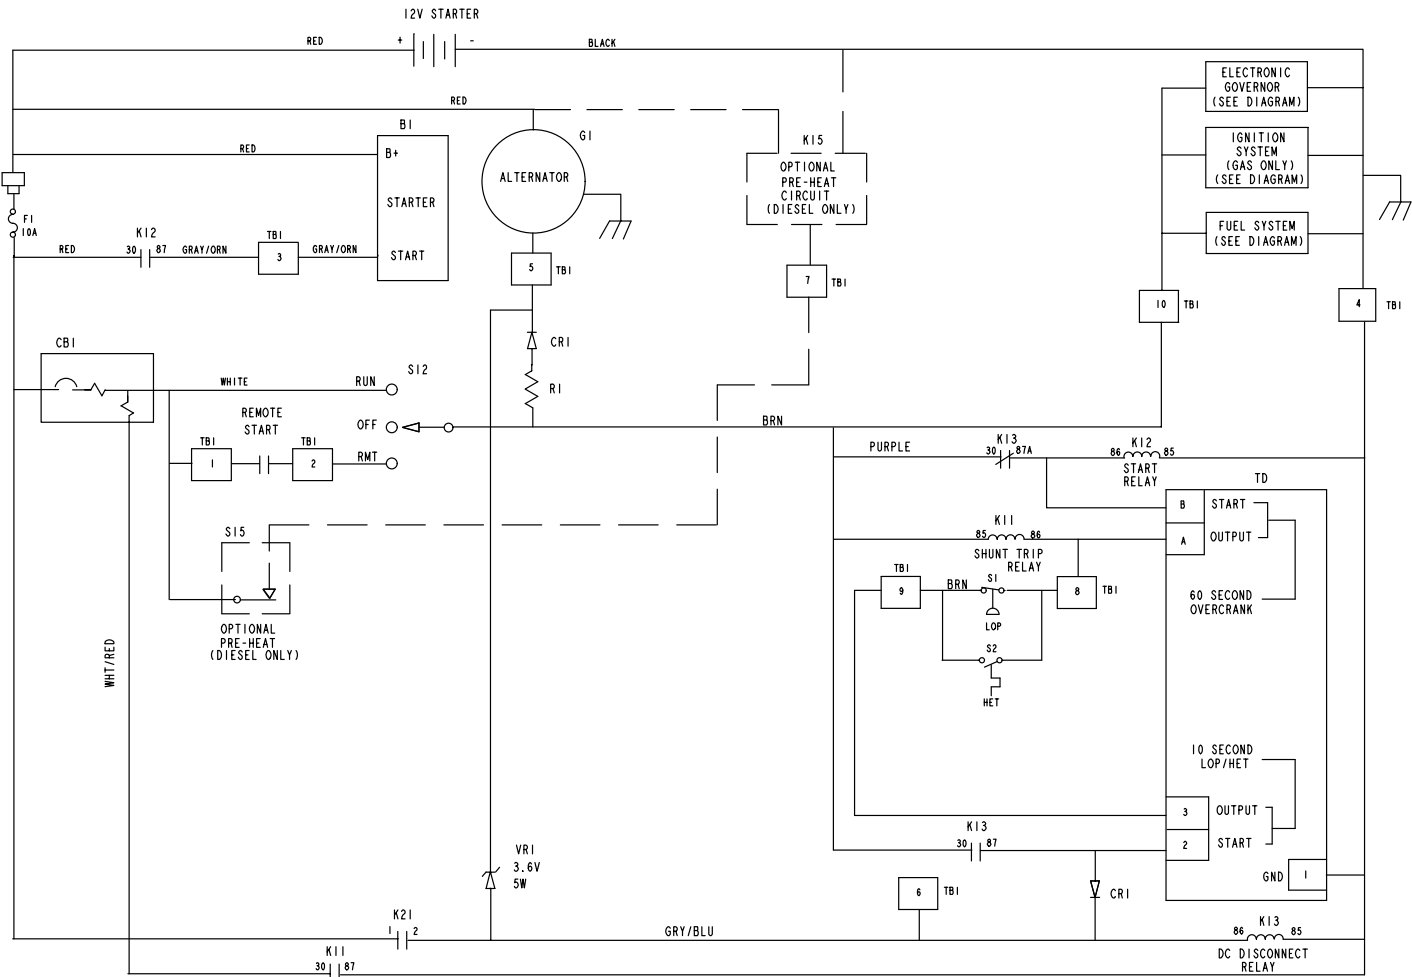 12V STARTER
RED
+
-
BLACK
ELECTRONIC
GOVERNOR
(SEE DIAGRAM)
RED
B1
G1
K15
IGNITION
SYSTEM
(GAS ONLY)
(SEE DIAGRAM)
RED
B+
ALTERNATOR
OPTIONAL
PRE-HEAT
CIRCUIT
(DIESEL ONLY)
STARTER
F1
10A
K12
TB1
FUEL SYSTEM
(SEE DIAGRAM)
RED
30
87
GRAY/ORN
3
GRAY/ORN
START
5
TB1
7
TB1
10
TB1
4
TB1
CB1
CR1
S12
WHITE
RUN
R1
REMOTE
START
OFF
BRN
TB1
TB1
1
2
RMT
PURPLE
K13
30
87A
K12
86
85
START
RELAY
TD
B
START
S15
K11
85
86
A
OUTPUT
SHUNT TRIP
RELAY
TB1
9
BRN
S1
8
TB1
60 SECOND
OVERCRANK
LOP
OPTIONAL
PRE-HEAT
(DIESEL ONLY)
S2
WHT/RED
HET
10 SECOND
LOP/HET
3
OUTPUT
K13
30
87
2
START
VR1
3.6V
5W
GND
1
6
TB1
CR1
K21
1
2
GRY/BLU
K13
86
85
K11
30
87
DC DISCONNECT
RELAY